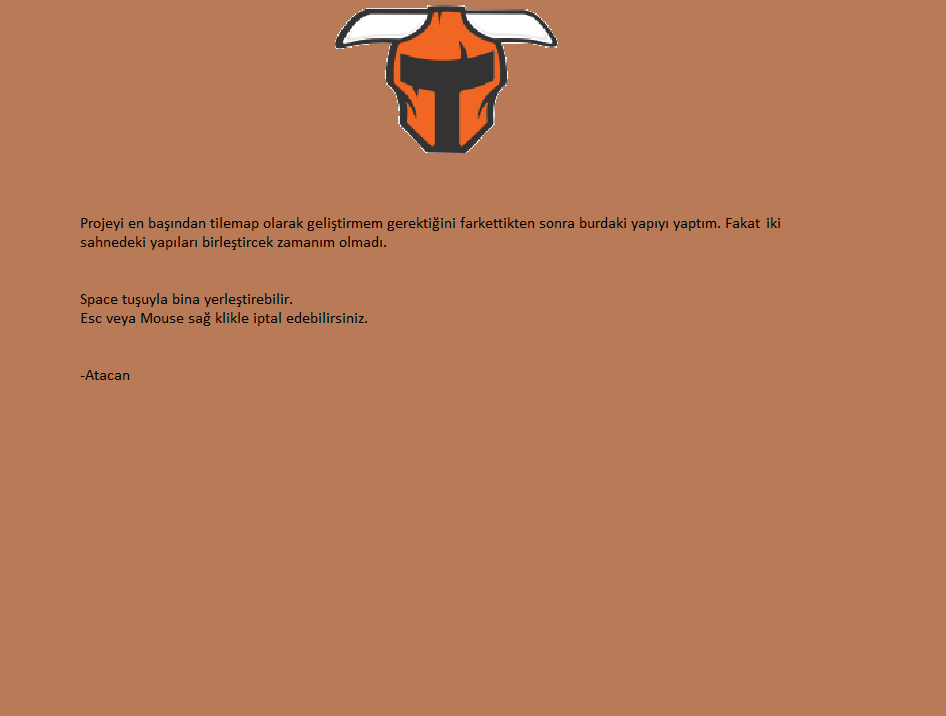 Projeyi en başından tilemap olarak geliştirmem gerektiğini farkettikten sonra burdaki yapıyı yaptım. Fakat iki
sahnedeki yapıları birleştircek zamanım olmadı.
Space tuşuyla bina yerleştirebilir.
Esc veya Mouse sağ klikle iptal edebilirsiniz.
-Atacan